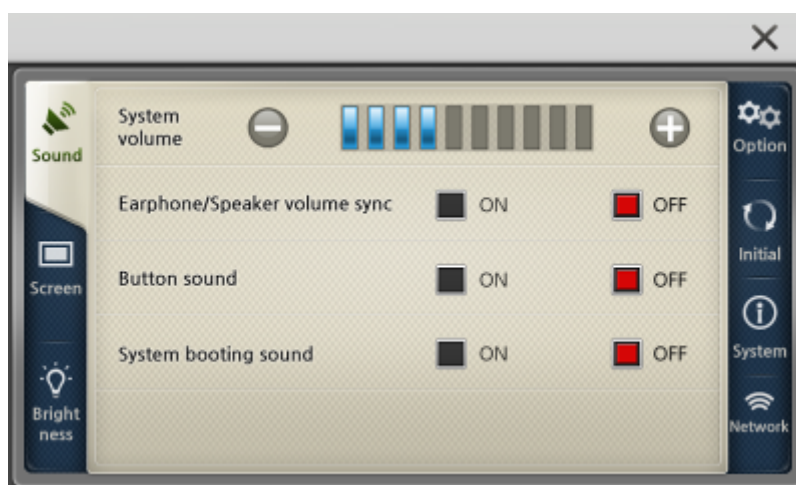 Sound
Screen
Bright
ness
System
volume
Earphone/Speaker volume sync ON OFF
Button sound ON OFF
System booting sound ON OFF
Option
Initial
System
Network